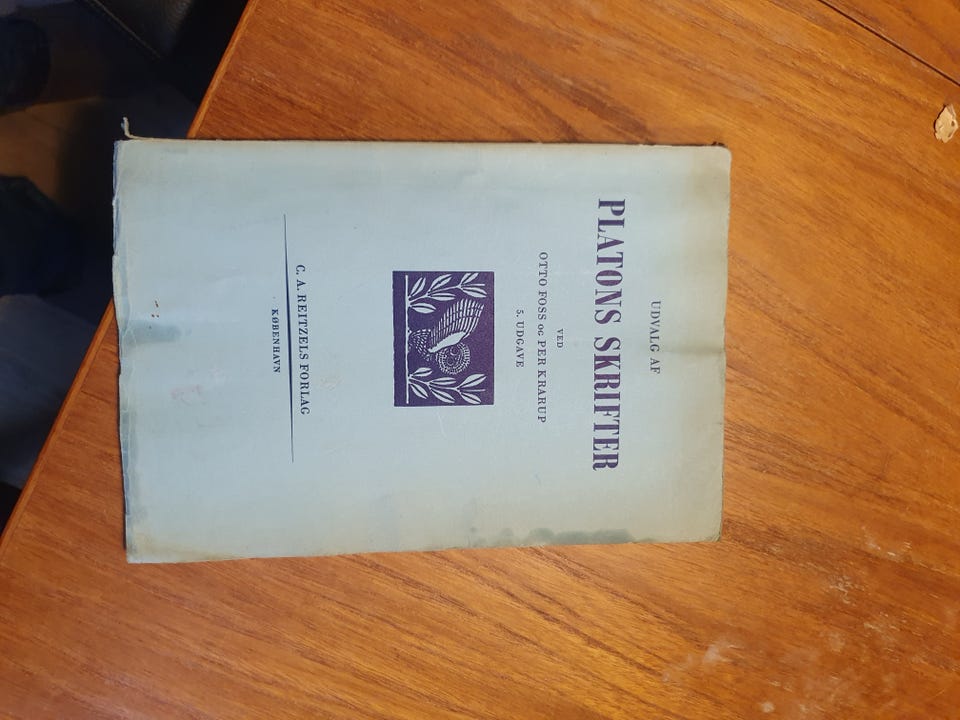 UDVALG AF
PLATONS SKRIFTER
VED
OTTO FOSS OG PER KRARUP
5. UDGAVE
C. A. REITZELS FORLAG
KØBENHAVN